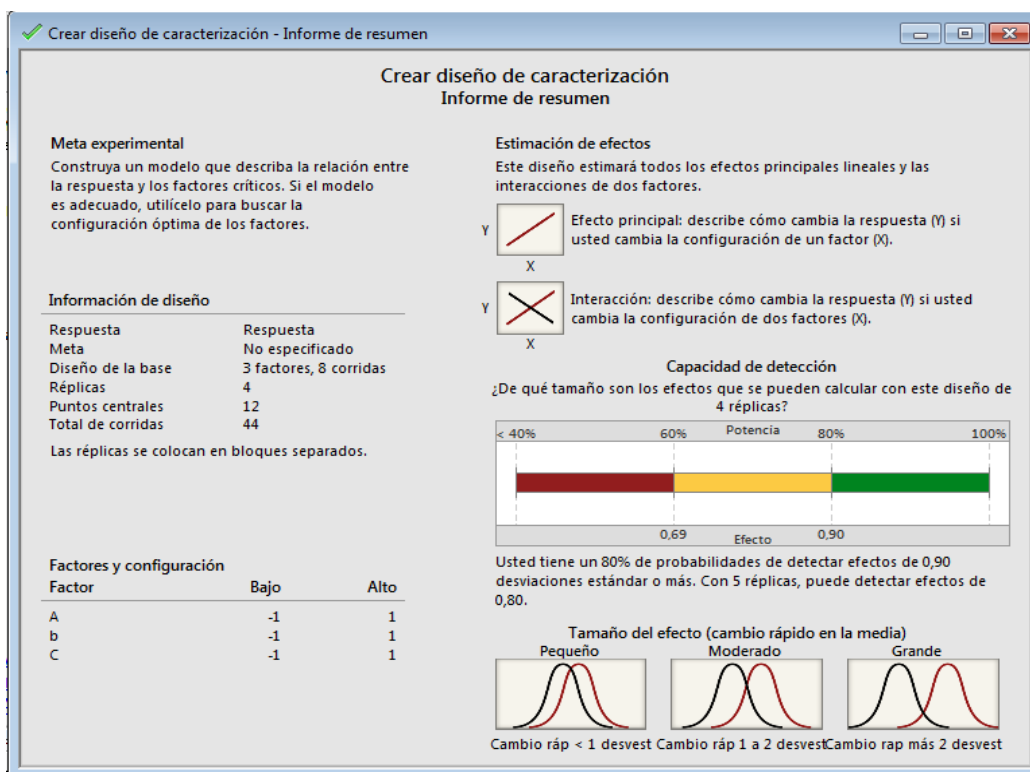 Crear diseño de caracterización - Informe de resumen
Crear diseño de caracterización
Informe de resumen
Meta experimental
Construya un modelo que describa la relación entre
la respuesta y los factores críticos. Si el modelo
es adecuado, utilícelo para buscar la
configuración óptima de los factores.
Información de diseño
Respuesta Respuesta
Meta No especificado
Diseño de la base 3 factores, 8 corridas
Réplicas 4
Puntos centrales 12
Total de corridas 44
Las réplicas se colocan en bloques separados.
Factores y configuración
Factor Bajo Alto
A -1 1
b -1 1
C -1 1
Estimación de efectos
Este diseño estimará todos los efectos principales lineales y las
interacciones de dos factores.
Y
X
Efecto principal: describe cómo cambia la respuesta (Y) si
usted cambia la configuración de un factor (X).
Y
X
Interacción: describe cómo cambia la respuesta (Y) si usted
cambia la configuración de dos factores (X).
Capacidad de detección
¿De qué tamaño son los efectos que se pueden calcular con este diseño de
4 réplicas?
< 40% 60% Potencia 80% 100%
0,69 Efecto 0,90
Usted tiene un 80% de probabilidades de detectar efectos de 0,90
desviaciones estándar o más. Con 5 réplicas, puede detectar efectos de
0,80.
Tamaño del efecto (cambio rápido en la media)
Pequeño Moderado Grande
Cambio ráp < 1 desvest Cambio ráp 1 a 2 desvest Cambio rap más 2 desvest